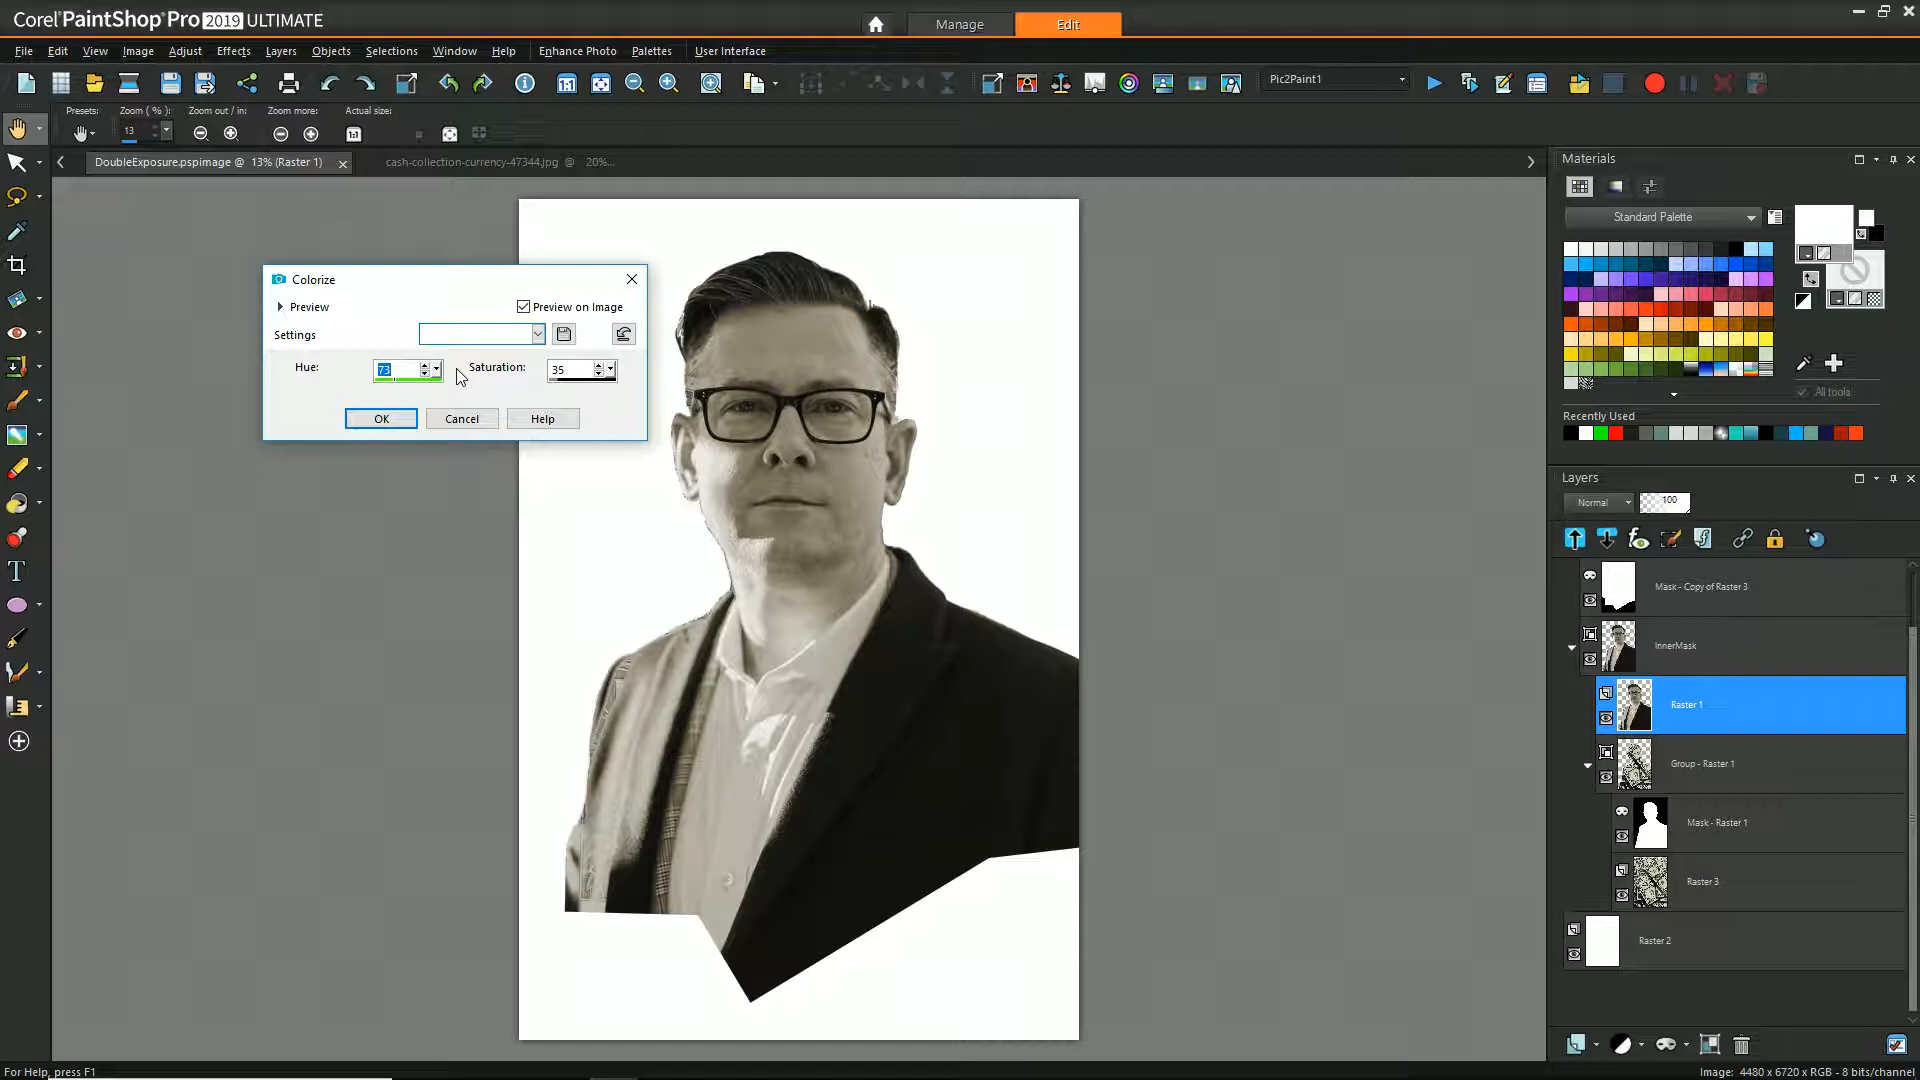 Corel PaintShop Pro 2019 ULTIMATE
Manage
Edit
File Edit View Image Adjust Effects Layers Objects Selections Window Help Enhance Photo Palettes User Interface
Pic2Paint1
Presets: Zoom ( % ): Zoom out / in: Zoom more: Actual size:
13
DoubleExposure.pspimage @ 13% (Raster 1)
cash-collection-currency-47344.jpg @ 20%...
Materials
Standard Palette
All tools
Recently Used
Colorize
Preview
Preview on Image
Settings
Hue: 73 Saturation: 35
OK Cancel Help
Layers
Normal 100
Mask - Copy of Raster 3
InnerMask
Raster 1
Group - Raster 1
Mask - Raster 1
Raster 3
Raster 2
For Help, press F1
Image: 4480 x 6720 x RGB - 8 bits/channel